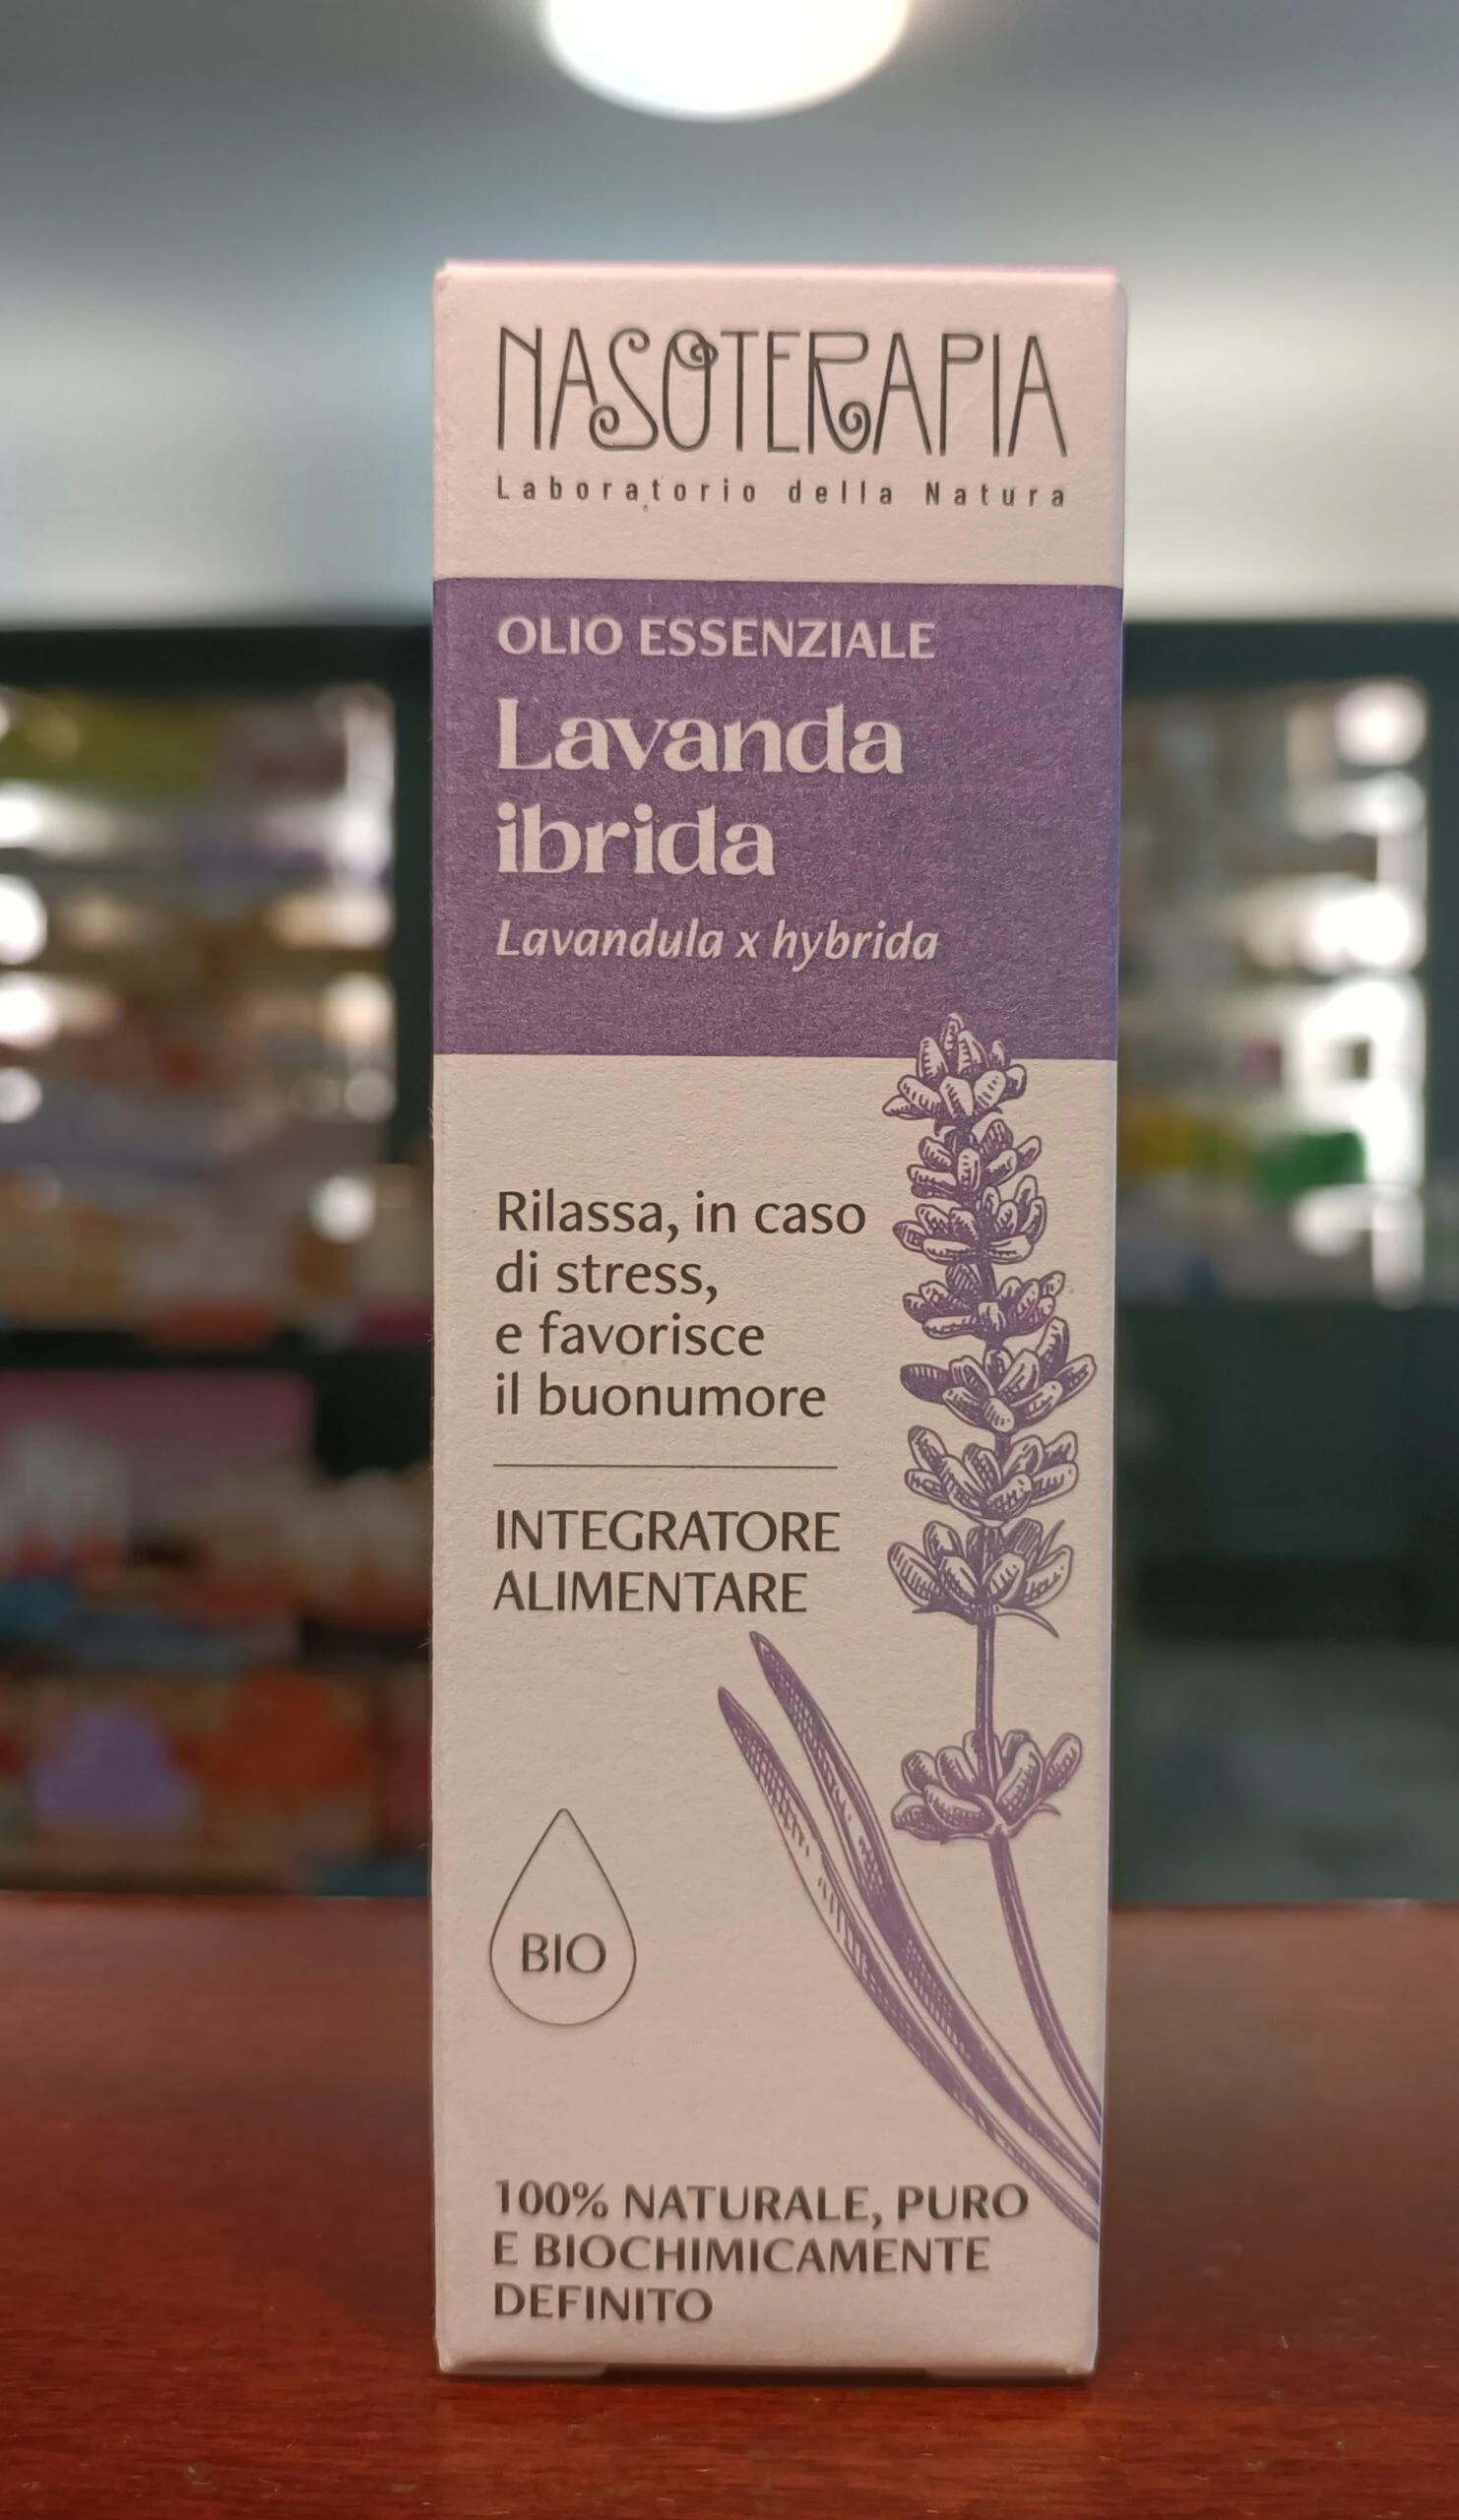 NASOTERAPIA
Laboratorio della Natura
OLIO ESSENZIALE
Lavanda
ibrida
Lavandula x hybrida
Rilassa, in caso
di stress,
e favorisce
il buonumore
INTEGRATORE
ALIMENTARE
BIO
100% NATURALE, PURO
E BIOCHIMICAMENTE
DEFINITO